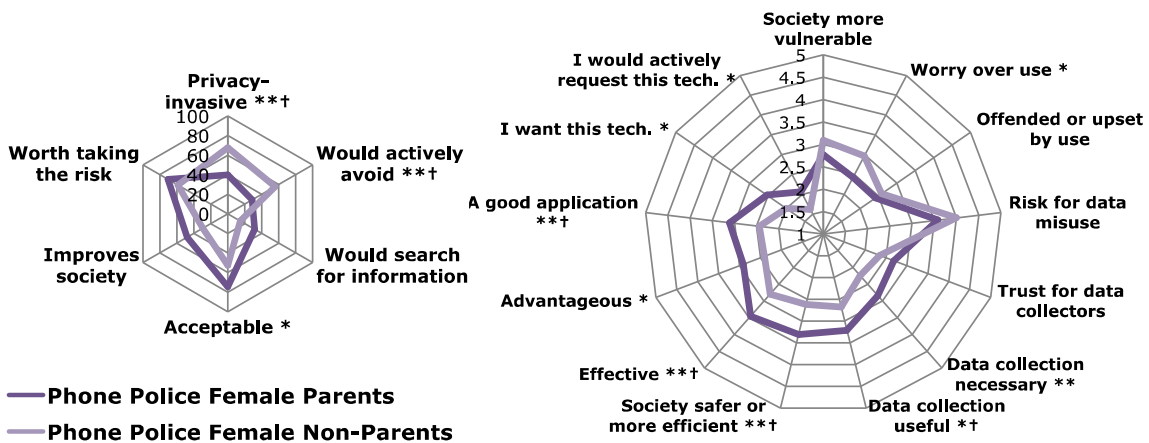 Privacy–
invasive **†
100
80
60
40
20
0
Would actively
avoid **†
Would search
for information
Acceptable *
Improves
society
Worth taking
the risk
Phone Police Female Parents
Phone Police Female Non-Parents
Society more
vulnerable
5
4.5
4
3.5
3
2.5
2
1.5
1
Worry over use *
Offended or upset
by use
Risk for data
misuse
Trust for data
collectors
Data collection
necessary **
Data collection
useful *†
Society safer or
more efficient **†
Effective **†
Advantageous *
A good application
**†
I want this tech. *
I would actively
request this tech. *